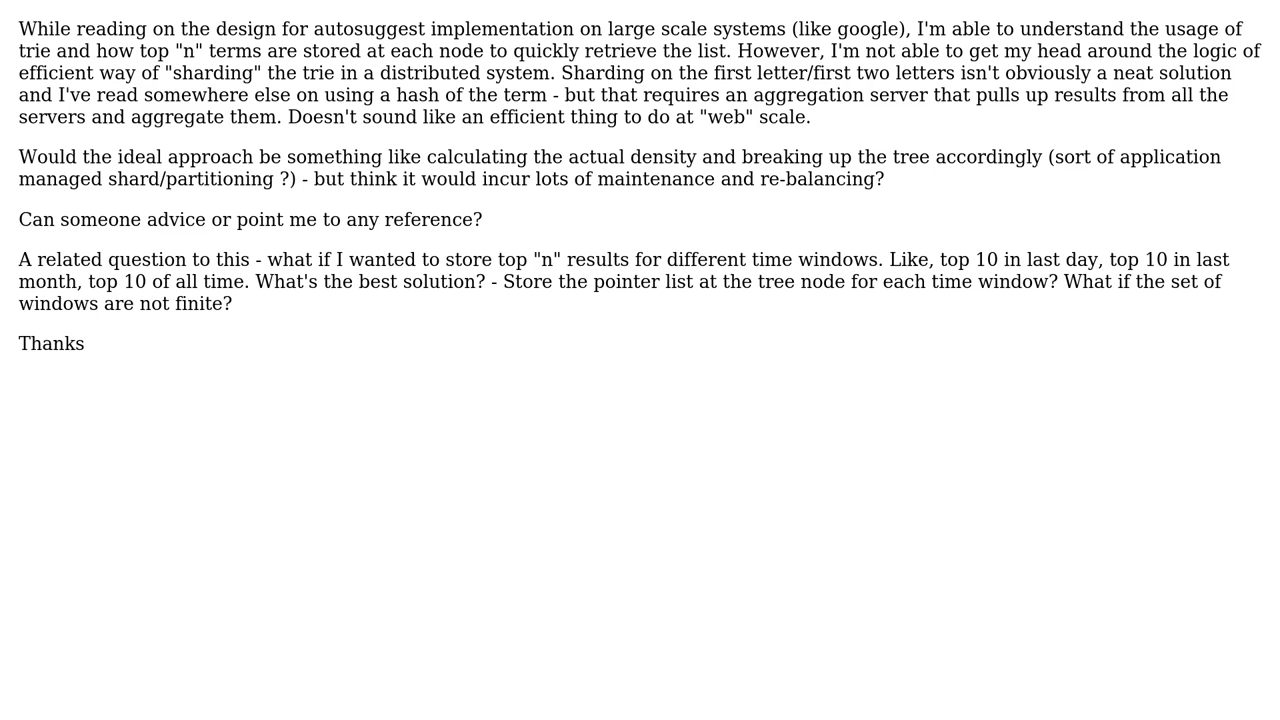 While reading on the design for autosuggest implementation on large scale systems (like google), I'm able to understand the usage of
trie and how top "n" terms are stored at each node to quickly retrieve the list. However, I'm not able to get my head around the logic of
efficient way of "sharding" the trie in a distributed system. Sharding on the first letter/first two letters isn't obviously a neat solution
and I've read somewhere else on using a hash of the term - but that requires an aggregation server that pulls up results from all the
servers and aggregate them. Doesn't sound like an efficient thing to do at "web" scale.
Would the ideal approach be something like calculating the actual density and breaking up the tree accordingly (sort of application
managed shard/partitioning ?) - but think it would incur lots of maintenance and re-balancing?
Can someone advice or point me to any reference?
A related question to this - what if I wanted to store top "n" results for different time windows. Like, top 10 in last day, top 10 in last
month, top 10 of all time. What's the best solution? - Store the pointer list at the tree node for each time window? What if the set of
windows are not finite?
Thanks